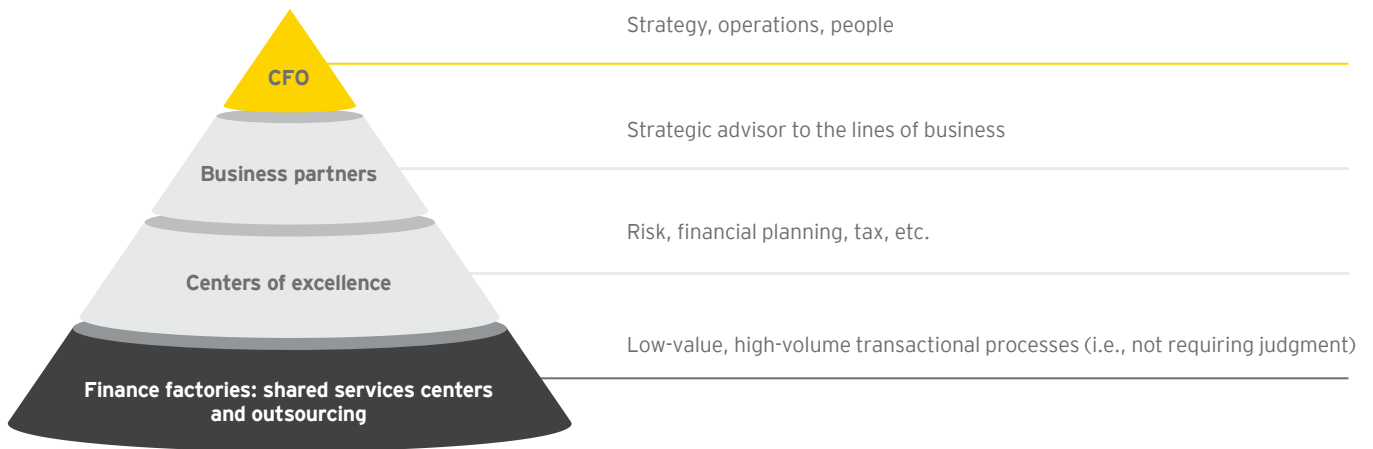 Strategy, operations, people
CFO
Strategic advisor to the lines of business
Business partners
Risk, financial planning, tax, etc.
Centers of excellence
Low-value, high-volume transactional processes (i.e., not requiring judgment)
Finance factories: shared services centers
and outsourcing